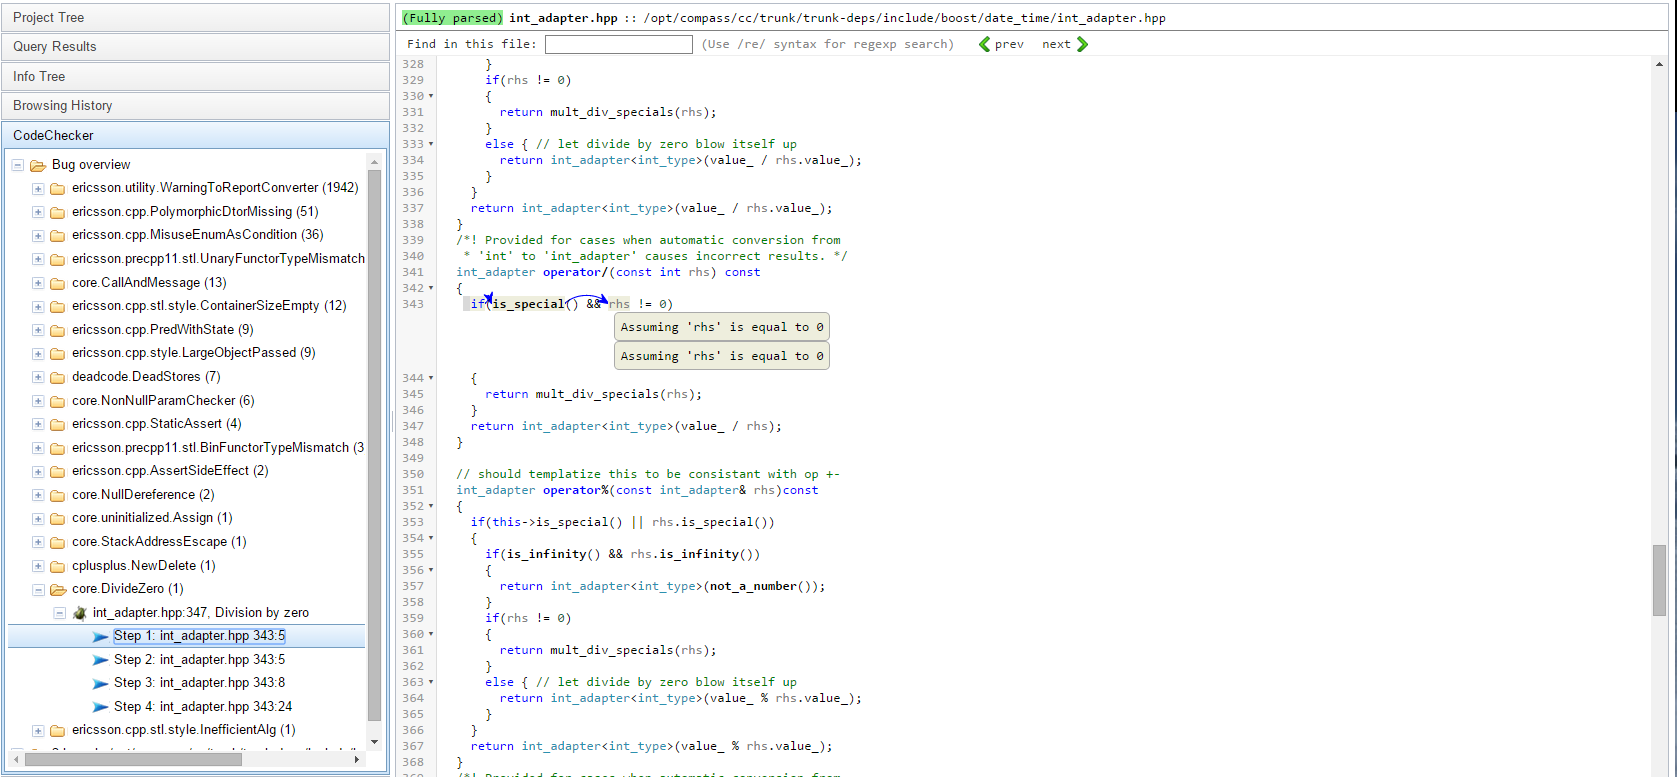 Project Tree
Query Results
Info Tree
Browsing History
CodeChecker
Bug overview
ericsson.utility.WarningToReportConverter (1942)
ericsson.cpp.PolymorphicDtorMissing (51)
ericsson.cpp.MisuseEnumAsCondition (36)
ericsson.precpp11.stl.UnaryFunctorTypeMismatch
core.CallAndMessage (13)
ericsson.cpp.stl.style.ContainerSizeEmpty (12)
ericsson.cpp.PredWithState (9)
ericsson.cpp.style.LargeObjectPassed (9)
deadcode.DeadStores (7)
core.NonNullParamChecker (6)
ericsson.cpp.StaticAssert (4)
ericsson.precpp11.stl.BinFunctorTypeMismatch (3
ericsson.cpp.AssertSideEffect (2)
core.NullDereference (2)
core.uninitialized.Assign (1)
core.StackAddressEscape (1)
cplusplus.NewDelete (1)
core.DivideZero (1)
int_adapter.hpp:347, Division by zero
Step 1: int_adapter.hpp 343:5
Step 2: int_adapter.hpp 343:5
Step 3: int_adapter.hpp 343:8
Step 4: int_adapter.hpp 343:24
ericsson.cpp.stl.style.InefficientAlg (1)
(Fully parsed) int_adapter.hpp :: /opt/compass/cc/trunk/trunk-deps/include/boost/date_time/int_adapter.hpp
Find in this file: (Use /re/ syntax for regexp search) prev next
328 }
329 if(rhs != 0)
330 {
331 return mult_div_specials(rhs);
332 }
333 else { // let divide by zero blow itself up
334 return int_adapter<int_type>(value_ / rhs.value_);
335 }
336 }
337 return int_adapter<int_type>(value_ / rhs.value_);
338 }
339 /*! Provided for cases when automatic conversion from
340 * 'int' to 'int_adapter' causes incorrect results. */
341 int_adapter operator/(const int rhs) const
342 {
343 if(is_special() && rhs != 0)
Assuming 'rhs' is equal to 0
Assuming 'rhs' is equal to 0
344 {
345 return mult_div_specials(rhs);
346 }
347 return int_adapter<int_type>(value_ / rhs);
348 }
349
350 // should templatize this to be consistant with op +-
351 int_adapter operator%(const int_adapter& rhs)const
352 {
353 if(this->is_special() || rhs.is_special())
354 {
355 if(is_infinity() && rhs.is_infinity())
356 {
357 return int_adapter<int_type>(not_a_number());
358 }
359 if(rhs != 0)
360 {
361 return mult_div_specials(rhs);
362 }
363 else { // let divide by zero blow itself up
364 return int_adapter<int_type>(value_ % rhs.value_);
365 }
366 }
367 return int_adapter<int_type>(value_ % rhs.value_);
368 }
369 /*! Provided for cases when automatic conversion from